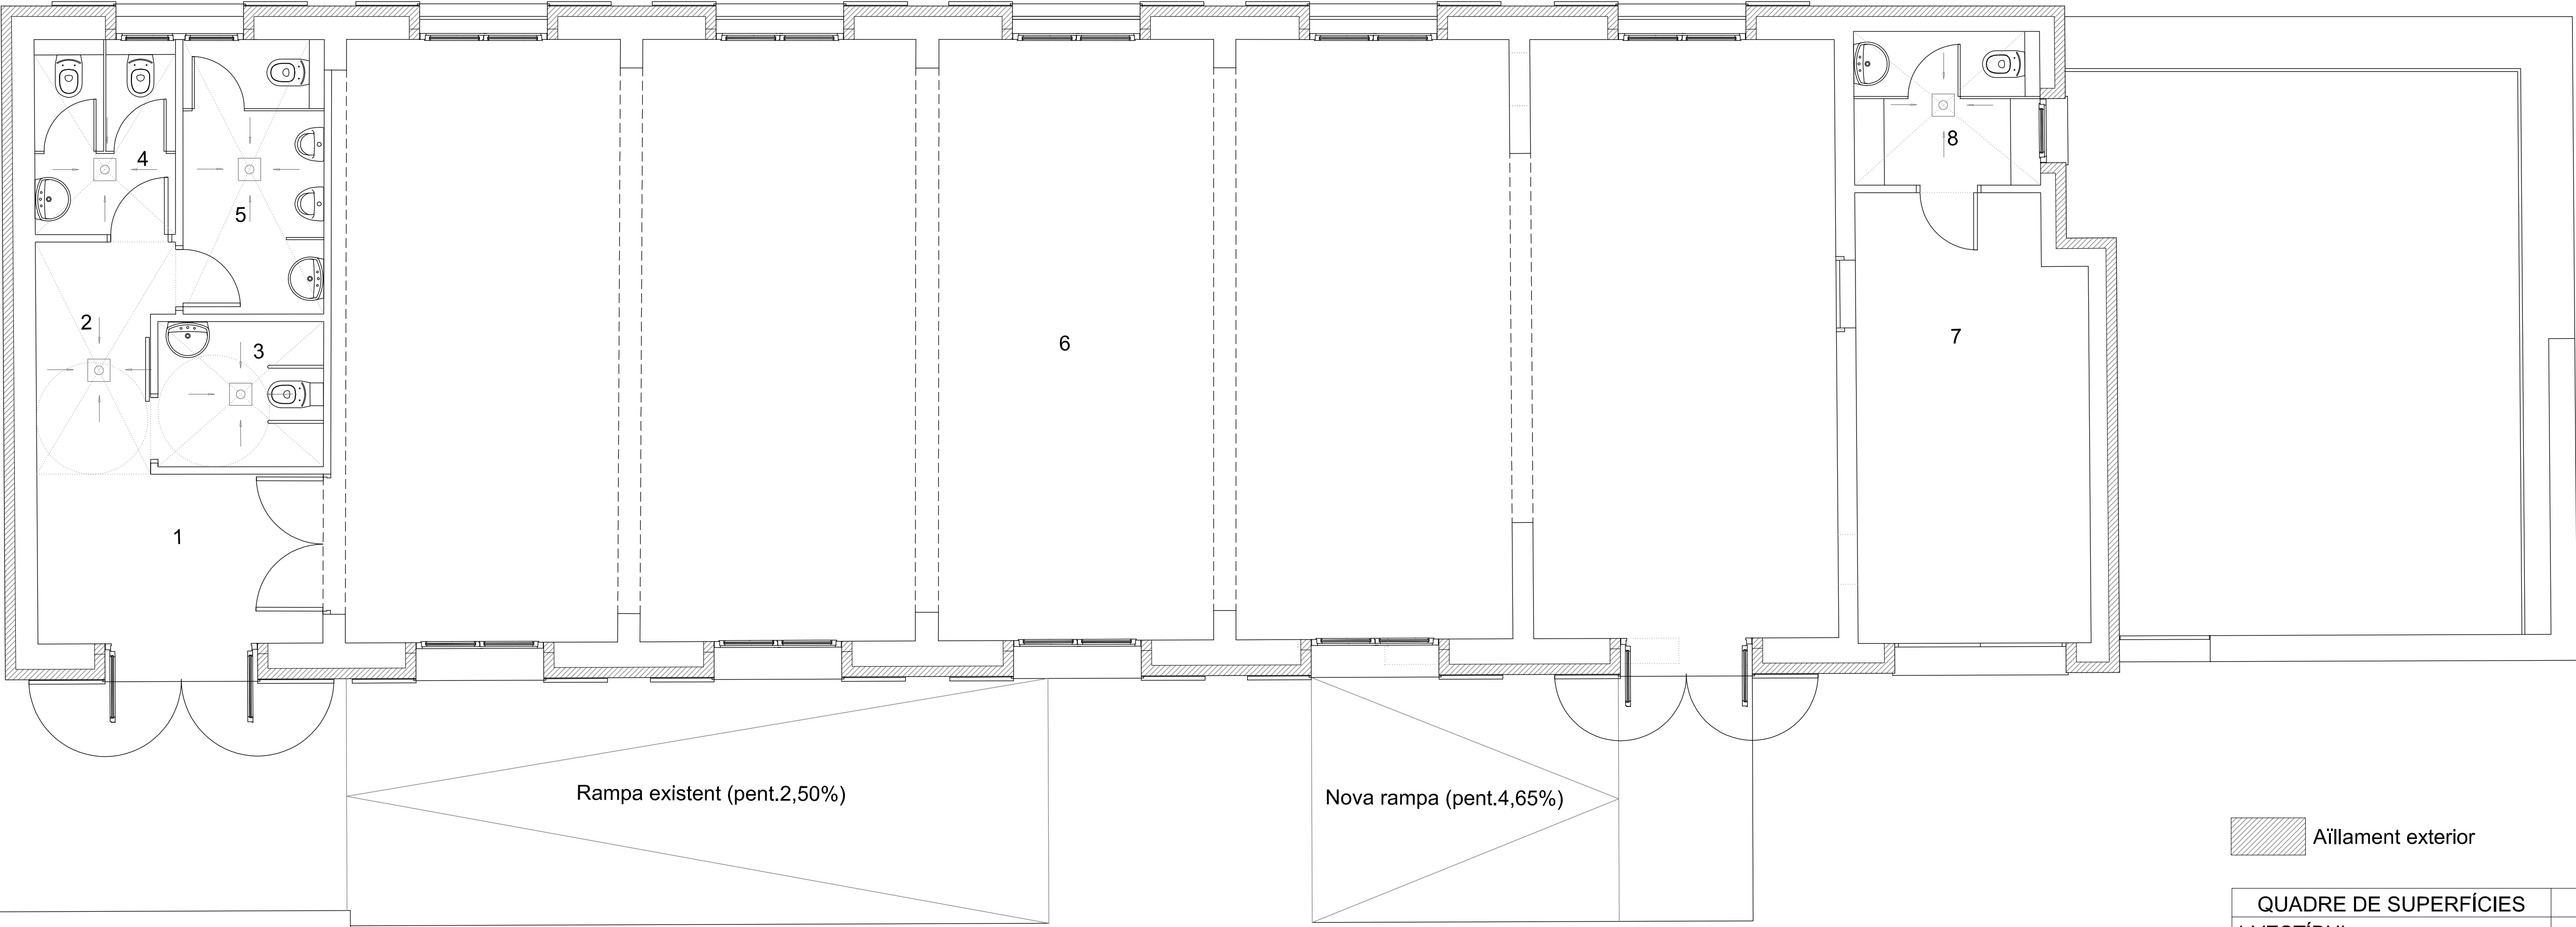 4
8
5
2
3
6
7
1
Rampa existent (pent.2,50%)
Nova rampa (pent.4,65%)
Aïllament exterior
QUADRE DE SUPERFÍCIES